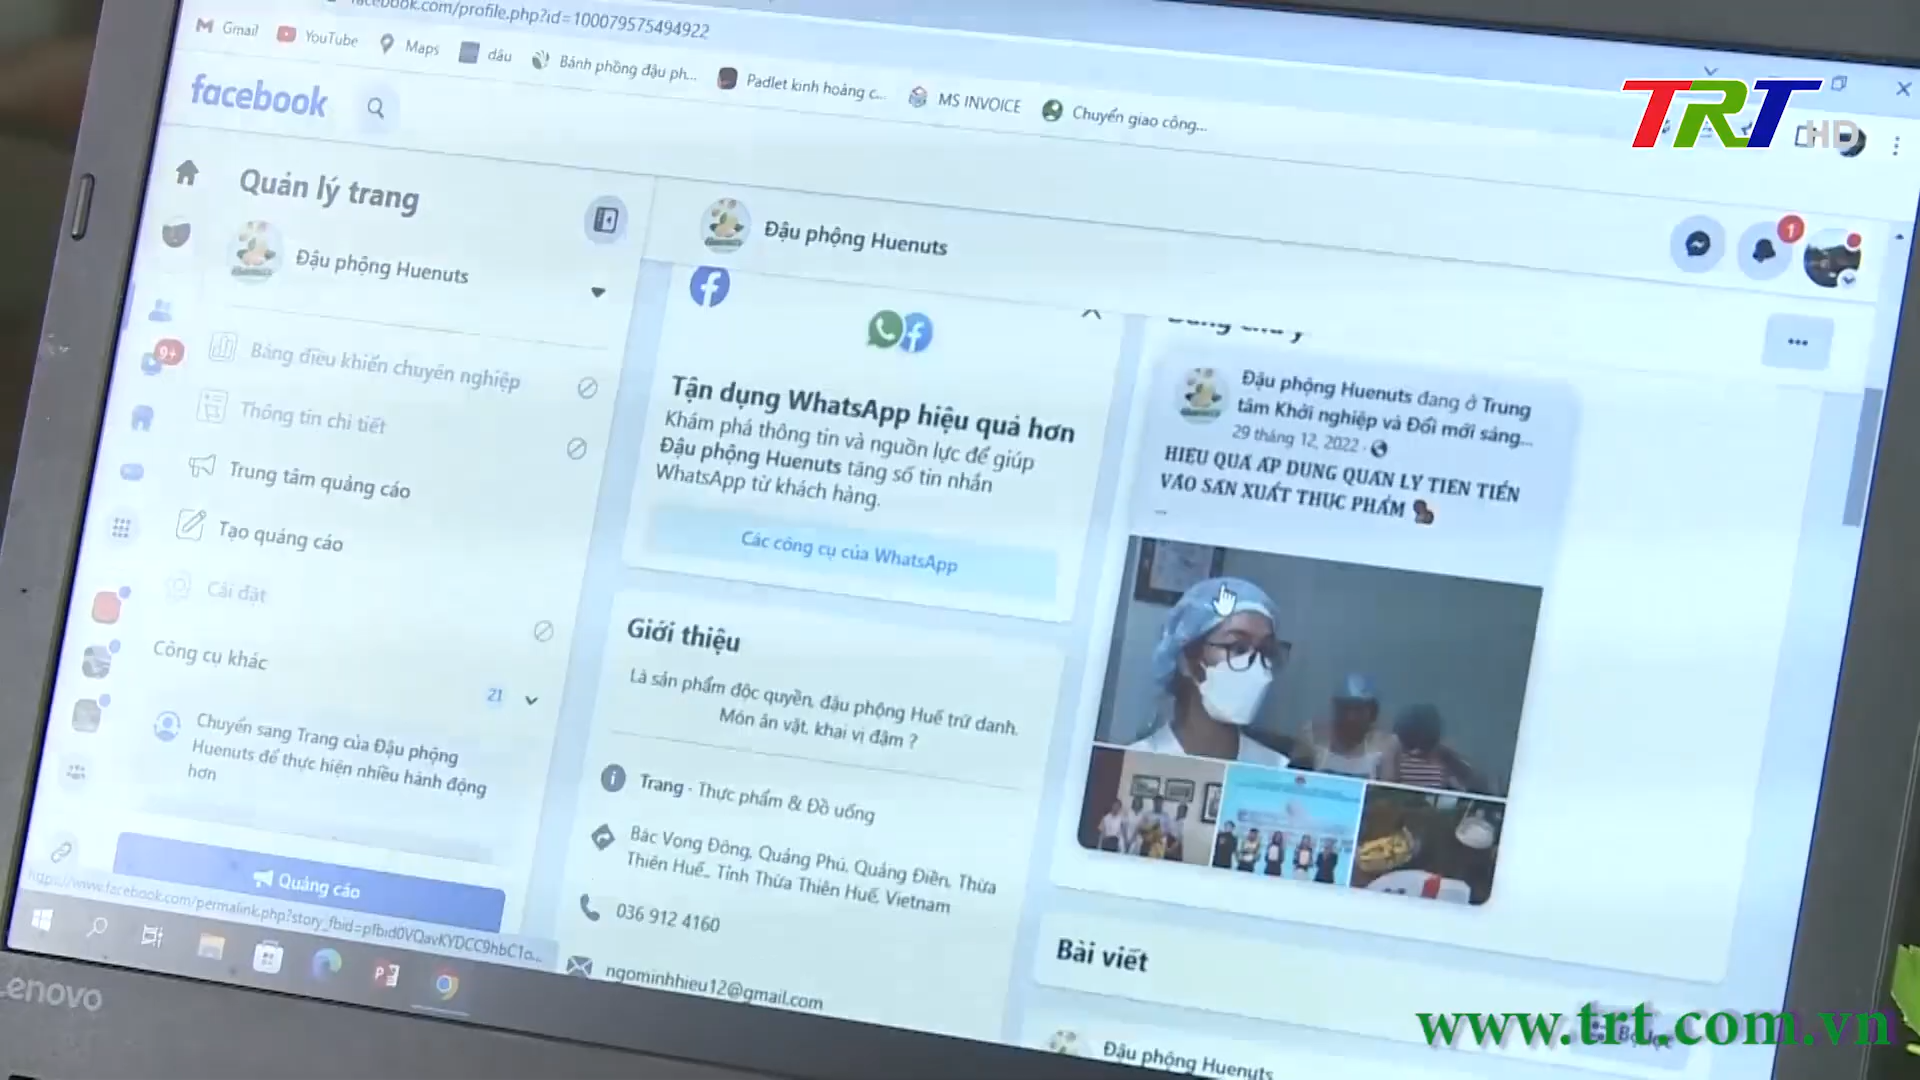 facebook.com/profile.php?id=100079575494922
Gmail
YouTube
Maps
dâu
Bánh phồng đậu ph...
Padlet kinh hoàng c...
MS INVOICE
Chuyển giao công...
TRT HD
facebook
Quản lý trang
Đậu phộng Huenuts
Bảng điều khiển chuyên nghiệp
9+
Thông tin chi tiết
Trung tâm quảng cáo
Tạo quảng cáo
Cài đặt
Công cụ khác
21
Chuyển sang Trang của Đậu phộng
Huenuts để thực hiện nhiều hành động
hơn
Quảng cáo
https://www.facebook.com/permalink.php?story_fbid=pfbid0VQavKYDCC9hbC1o...
lenovo
Đậu phộng Huenuts
1
Tận dụng WhatsApp hiệu quả hơn
Khám phá thông tin và nguồn lực để giúp
Đậu phộng Huenuts tăng số tin nhắn
WhatsApp từ khách hàng.
Các công cụ của WhatsApp
Giới thiệu
Là sản phẩm độc quyền, đậu phộng Huế trứ danh.
Món ăn vặt, khai vị đậm ?
Trang - Thực phẩm & Đồ uống
Bác Vọng Đông, Quảng Phú, Quảng Điền, Thừa
Thiên Huế., Tỉnh Thừa Thiên Huế, Vietnam
036 912 4160
ngominhhieu12@gmail.com
Đậu phộng Huenuts đang ở Trung
tâm Khởi nghiệp và Đổi mới sáng...
29 tháng 12, 2022
HIỆU QUẢ ÁP DỤNG QUẢN LÝ TIÊN TIẾN
VÀO SẢN XUẤT THỰC PHẨM
...
Bài viết
Đậu phộng Huenuts
www.trt.com.vn